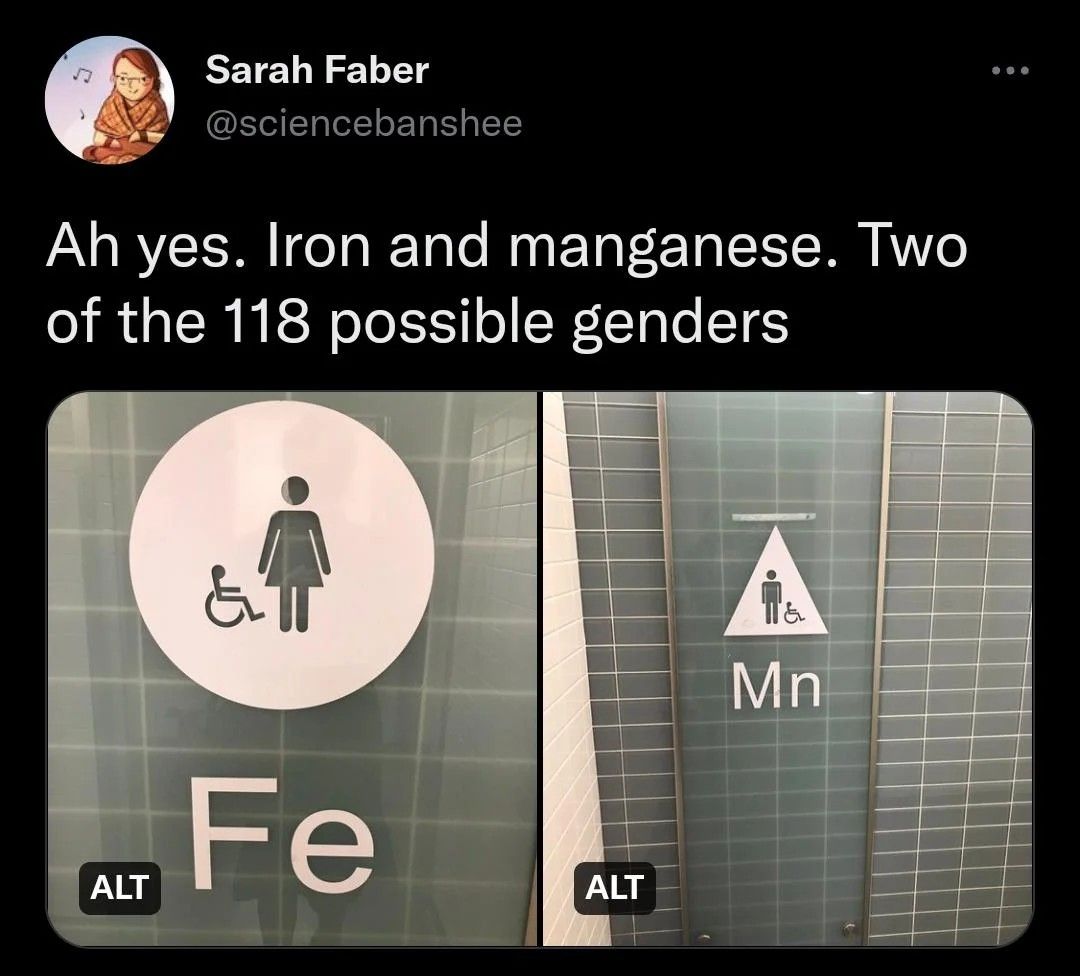 Sarah Faber
@sciencebanshee
Ah yes. Iron and manganese. Two
of the 118 possible genders
Fe
ALT
Mn
ALT